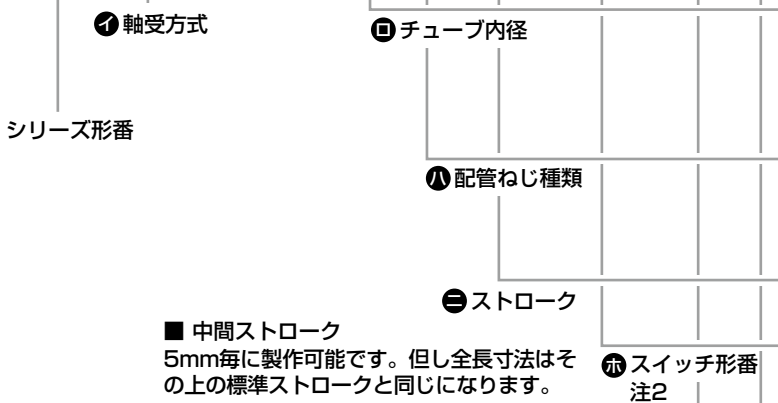 イ 軸受方式
ロ チューブ内径
シリーズ形番
ハ 配管ねじ種類
ニ ストローク
■ 中間ストローク
5mm毎に製作可能です。但し全長寸法はそ
の上の標準ストロークと同じになります。
ホ スイッチ形番
注2